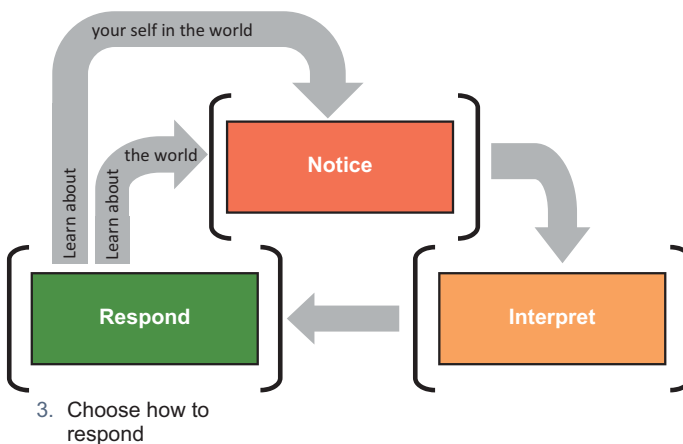 your self in the world
Learn about
the world
Learn about
Notice
Respond
Interpret
3. Choose how to
respond